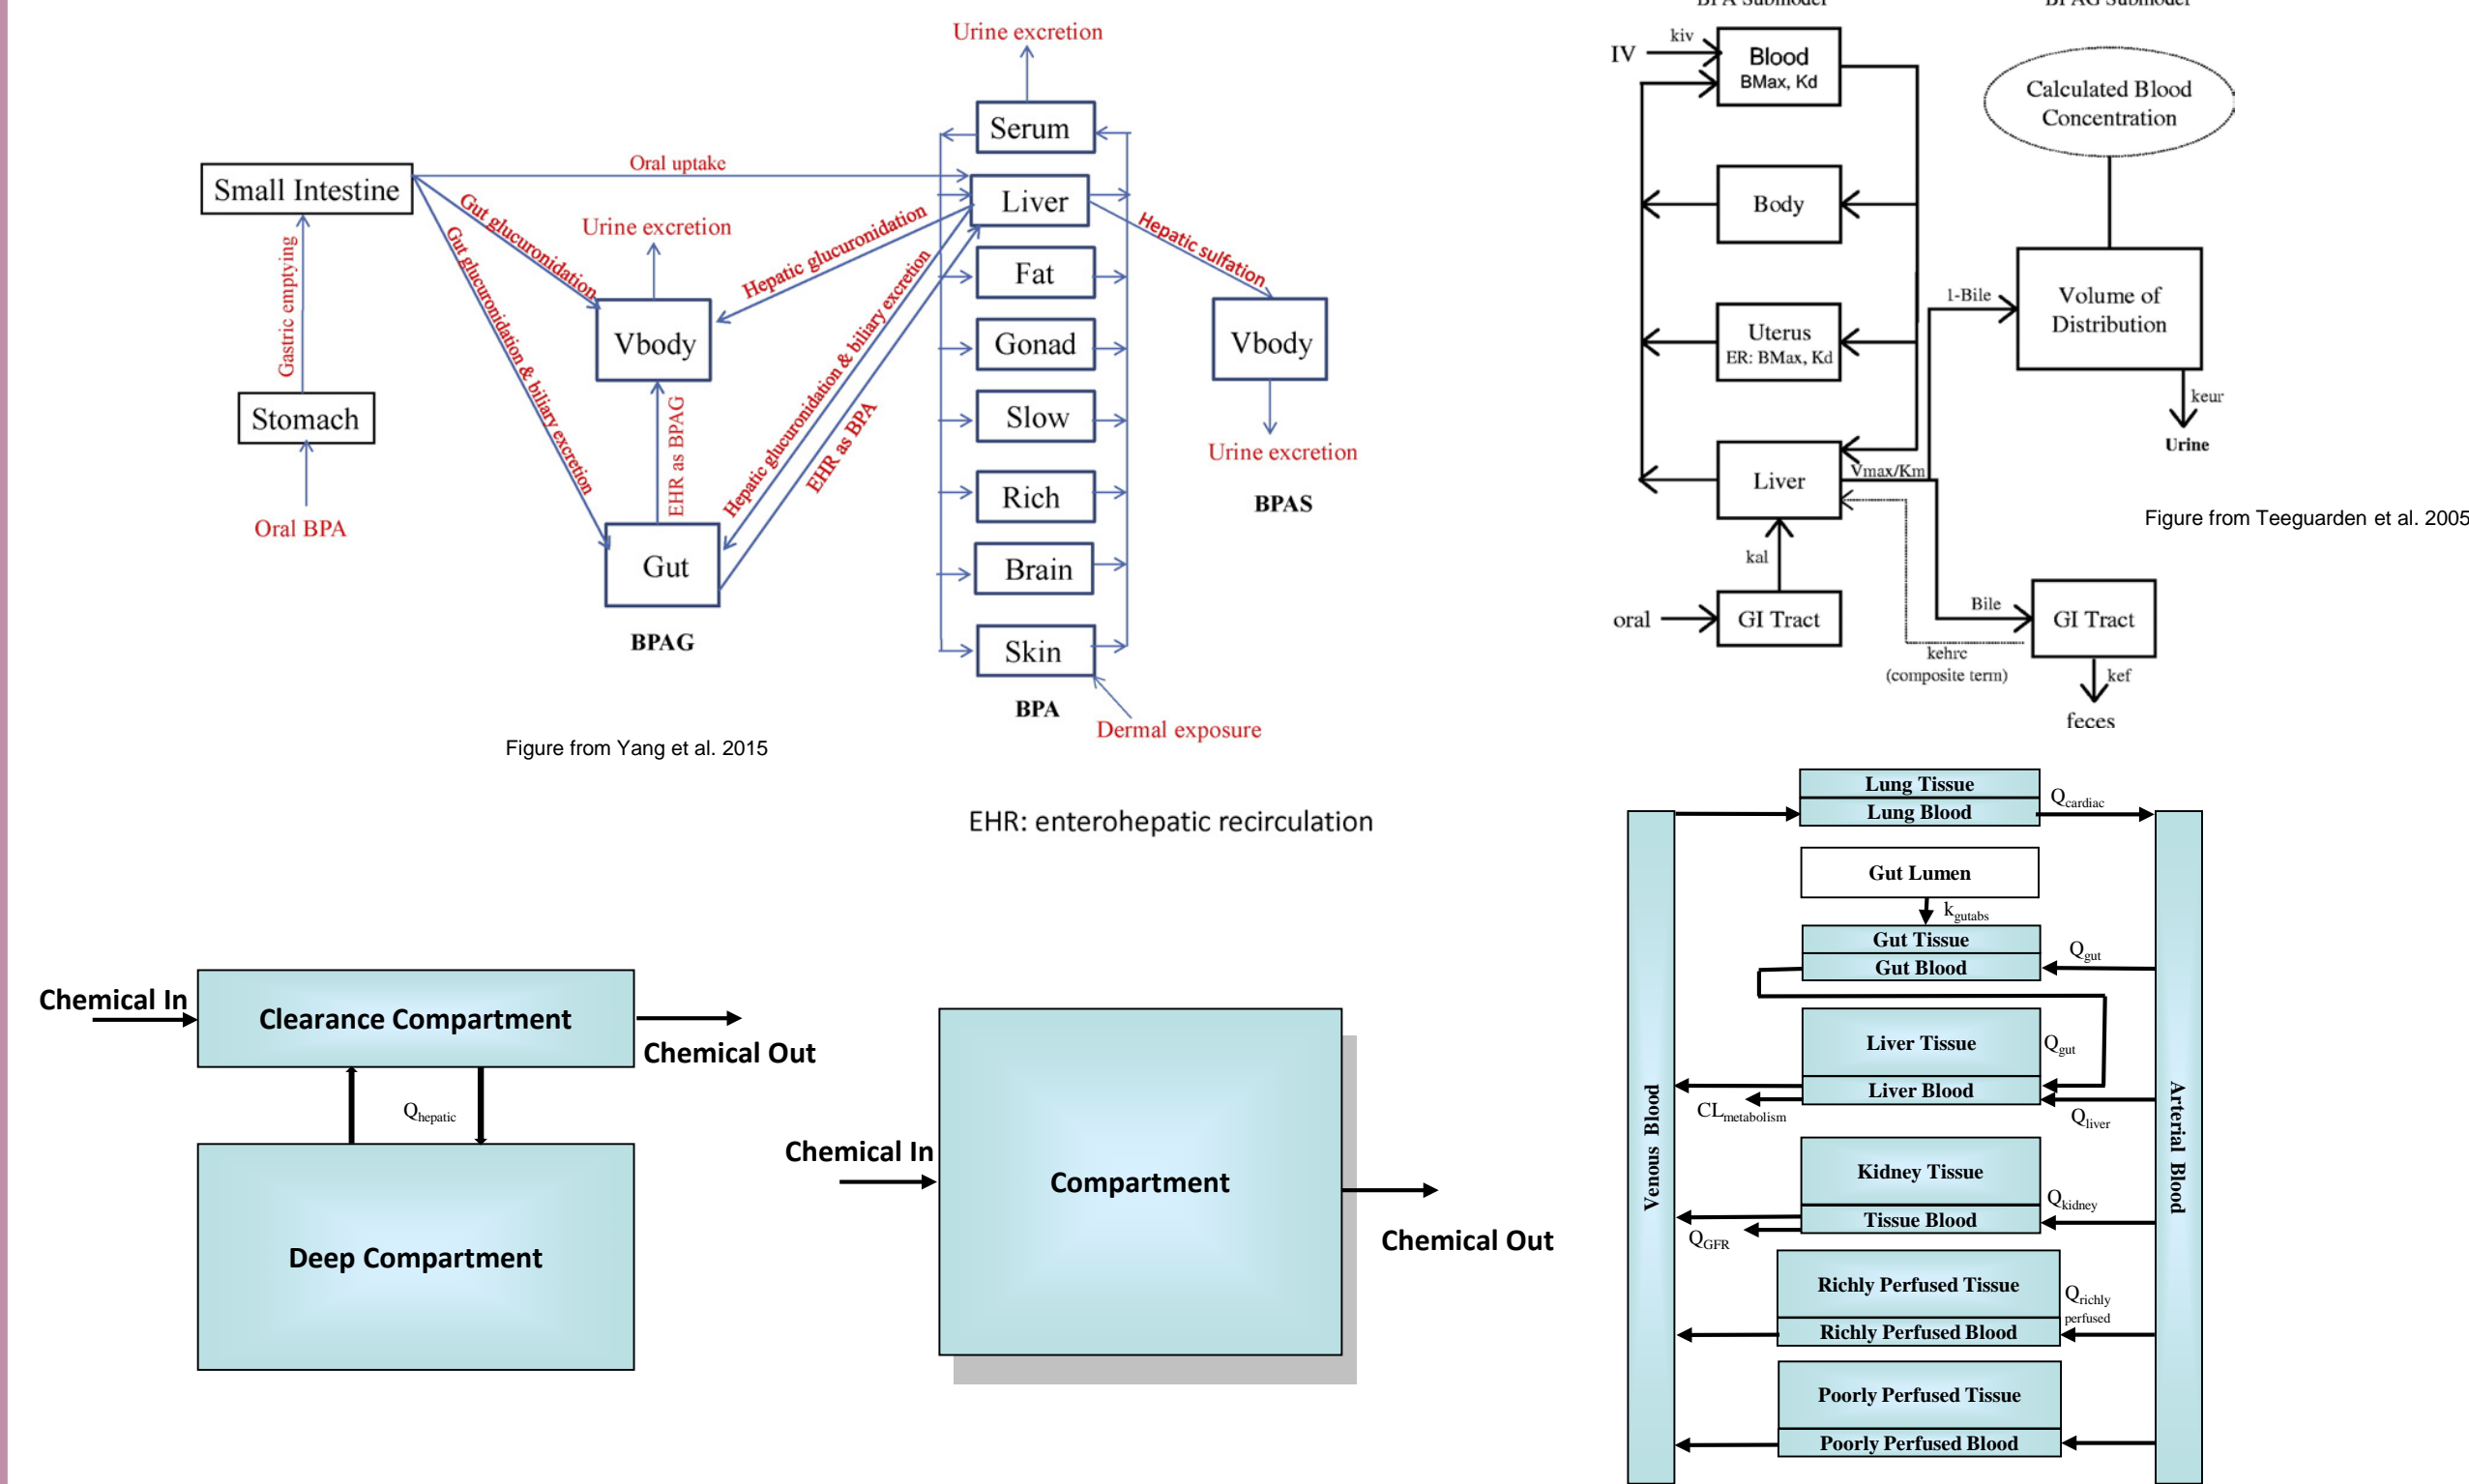 Urine excretion
Serum
Small Intestine
Oral uptake
Liver
Gut glucuronidation
Urine excretion
Hepatic glucuronidation
Hepatic sulfation
Gut glucuronidation & biliary excretion
Gastric emptying
Fat
Vbody
Gonad
Vbody
Hepatic glucuronidation & biliary excretion
EHR as BPA
EHR as BPAG
Stomach
Slow
Urine excretion
Rich
BPAS
Oral BPA
Gut
Brain
BPAG
Skin
BPA
Dermal exposure
Figure from Yang et al. 2015
EHR: enterohepatic recirculation
BPA Submodel
BPAG Submodel
IV
kiv
Blood
BMax, Kd
Calculated Blood
Concentration
Body
1-Bile
Volume of
Distribution
Uterus
ER: BMax, Kd
keur
Urine
Liver
Vmax/Km
Figure from Teeguarden et al. 2005
kal
oral
GI Tract
Bile
GI Tract
kehrc
(composite term)
kef
feces
Chemical In
Clearance Compartment
Chemical Out
Qhepatic
Deep Compartment
Chemical In
Compartment
Chemical Out
Lung Tissue
Lung Blood
Qcardiac
Gut Lumen
kgutabs
Gut Tissue
Gut Blood
Qgut
Liver Tissue
Qgut
Liver Blood
CLmetabolism
Qliver
Venous Blood
Arterial Blood
Kidney Tissue
Qkidney
Tissue Blood
QGFR
Richly Perfused Tissue
Qrichly
perfused
Richly Perfused Blood
Poorly Perfused Tissue
Poorly Perfused Blood